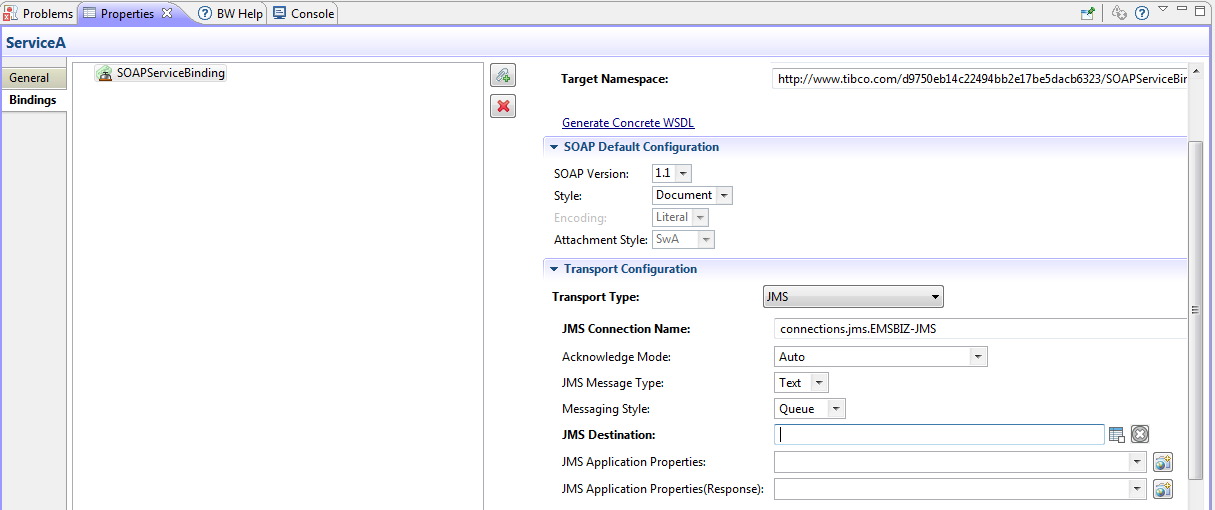 Problems Properties BW Help Console
ServiceA
General
Bindings
SOAPServiceBinding
Target Namespace: http://www.tibco.com/d9750eb14c22494bb2e17be5dacb6323/SOAPServiceBin
Generate Concrete WSDL
SOAP Default Configuration
SOAP Version: 1.1
Style: Document
Encoding: Literal
Attachment Style: SwA
Transport Configuration
Transport Type: JMS
JMS Connection Name: connections.jms.EMSBIZ-JMS
Acknowledge Mode: Auto
JMS Message Type: Text
Messaging Style: Queue
JMS Destination:
JMS Application Properties:
JMS Application Properties(Response):